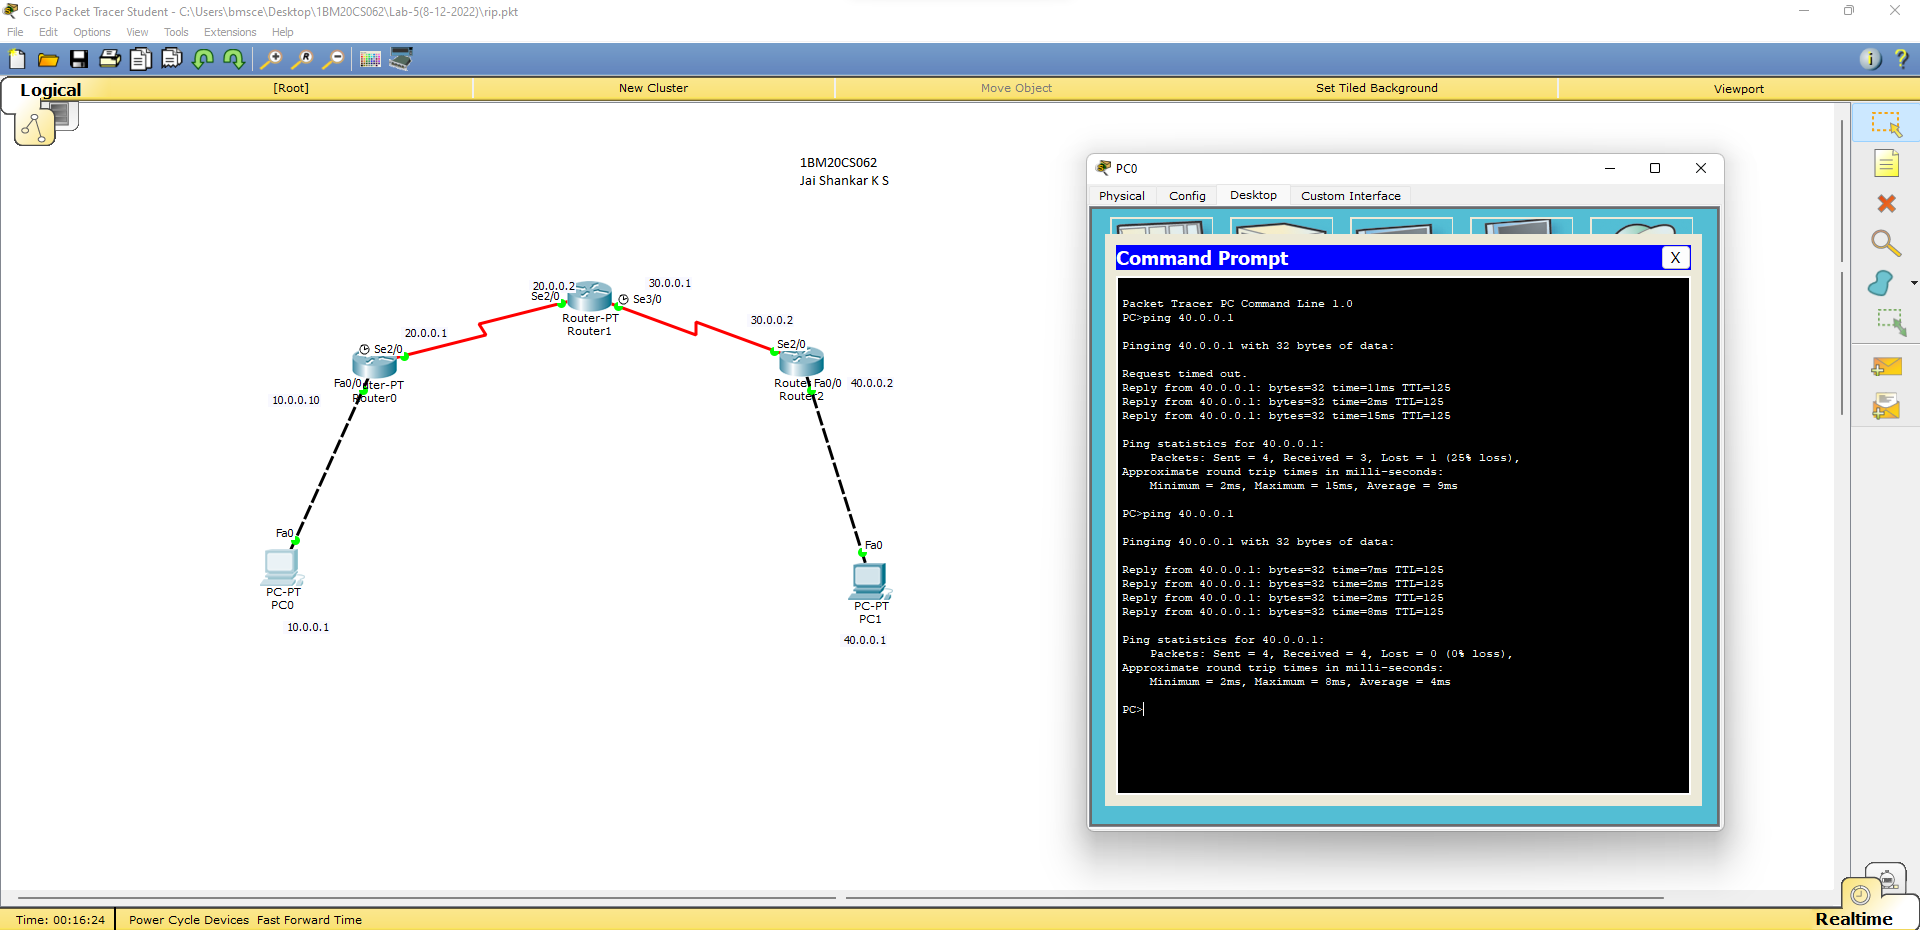 Cisco Packet Tracer Student - C:\Users\bmsce\Desktop\1BM20CS062\Lab-5(8-12-2022)\rip.pkt
File Edit Options View Tools Extensions Help
Logical [Root] New Cluster Move Object Set Tiled Background Viewport
1BM20CS062
Jai Shankar K S
20.0.0.2
Se2/0
30.0.0.1
Se3/0
Router-PT
Router1
20.0.0.1
Se2/0
Fa0/0
uter-PT
Router0
10.0.0.10
30.0.0.2
Se2/0
Route
Fa0/0
40.0.0.2
Router2
Fa0
PC-PT
PC0
10.0.0.1
Fa0
PC-PT
PC1
40.0.0.1
PC0
Physical Config Desktop Custom Interface
Command Prompt X
Packet Tracer PC Command Line 1.0
PC>ping 40.0.0.1
Pinging 40.0.0.1 with 32 bytes of data:
Request timed out.
Reply from 40.0.0.1: bytes=32 time=11ms TTL=125
Reply from 40.0.0.1: bytes=32 time=2ms TTL=125
Reply from 40.0.0.1: bytes=32 time=15ms TTL=125
Ping statistics for 40.0.0.1:
Packets: Sent = 4, Received = 3, Lost = 1 (25% loss),
Approximate round trip times in milli-seconds:
Minimum = 2ms, Maximum = 15ms, Average = 9ms
PC>ping 40.0.0.1
Pinging 40.0.0.1 with 32 bytes of data:
Reply from 40.0.0.1: bytes=32 time=7ms TTL=125
Reply from 40.0.0.1: bytes=32 time=2ms TTL=125
Reply from 40.0.0.1: bytes=32 time=2ms TTL=125
Reply from 40.0.0.1: bytes=32 time=8ms TTL=125
Ping statistics for 40.0.0.1:
Packets: Sent = 4, Received = 4, Lost = 0 (0% loss),
Approximate round trip times in milli-seconds:
Minimum = 2ms, Maximum = 8ms, Average = 4ms
PC>
Time: 00:16:24 Power Cycle Devices Fast Forward Time Realtime